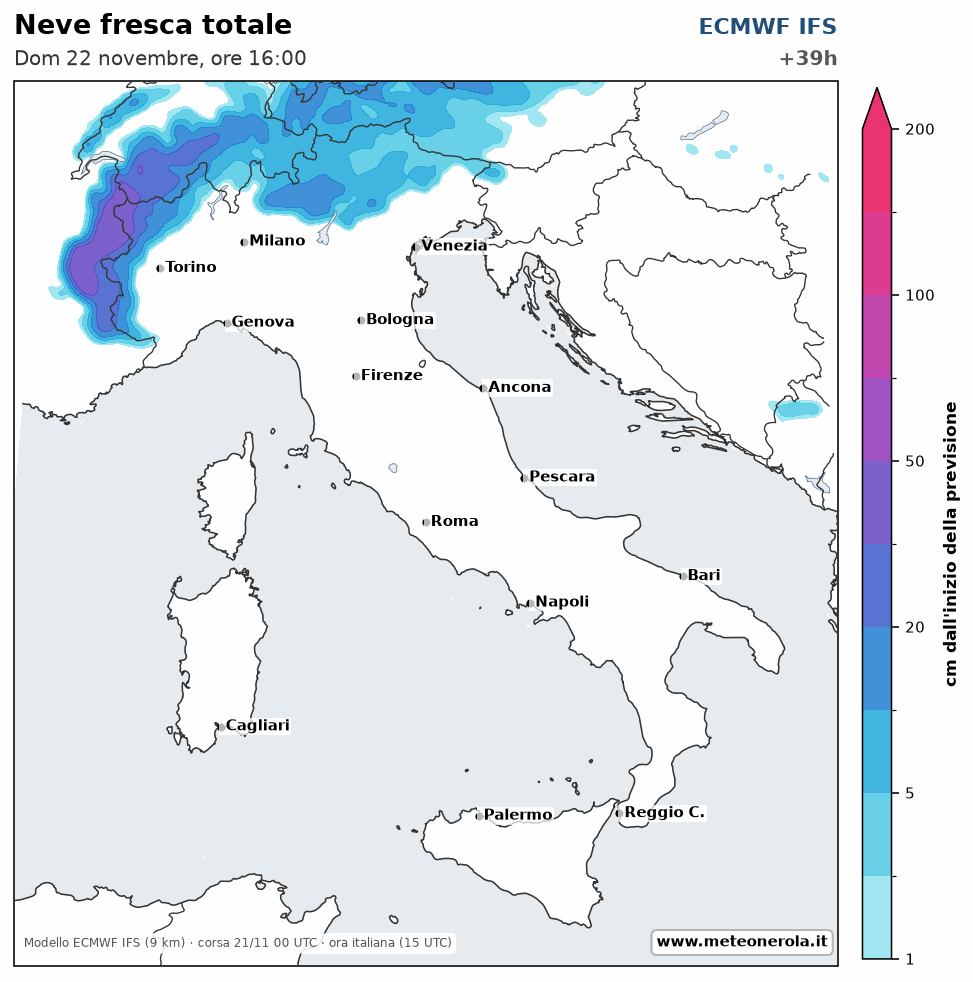 Neve fresca totale
ECMWF IFS
Dom 22 novembre, ore 16:00
+39h
Milano
Venezia
Torino
Genova
Bologna
Firenze
Ancona
Pescara
Roma
Bari
Napoli
Cagliari
Palermo
Reggio C.
200
100
50
20
5
1
cm dall'inizio della previsione
Modello ECMWF IFS (9 km) · corsa 21/11 00 UTC · ora italiana (15 UTC)
www.meteonerola.it